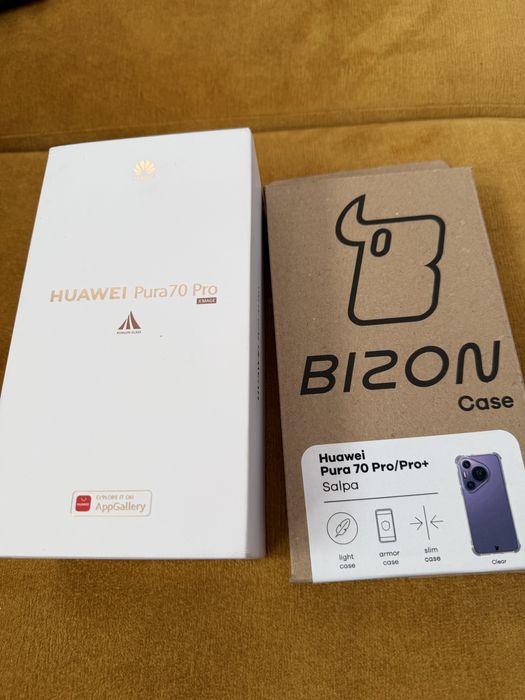 HUAWEI Pura70 Pro
XMAGE
KUNLUN GLASS
EXPLORE IT ON
AppGallery
BIZON
Case
Huawei
Pura 70 Pro/Pro+
Salpa
light
case
armor
case
slim
case
Clear